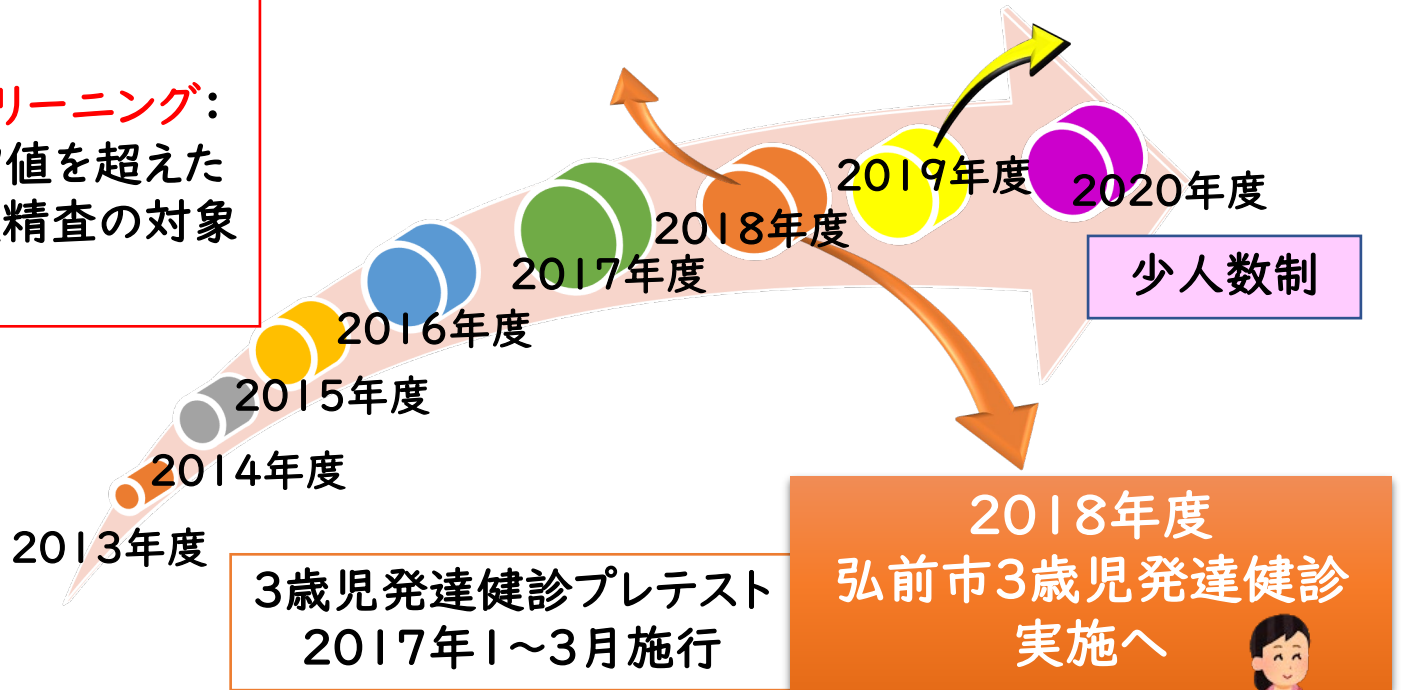 リーニング：
値を超えた
精査の対象
2019年度
2020年度
2018年度
2017年度
少人数制
2016年度
2015年度
2014年度
2013年度
3歳児発達健診プレテスト
2017年1～3月施行
2018年度
弘前市3歳児発達健診
実施へ